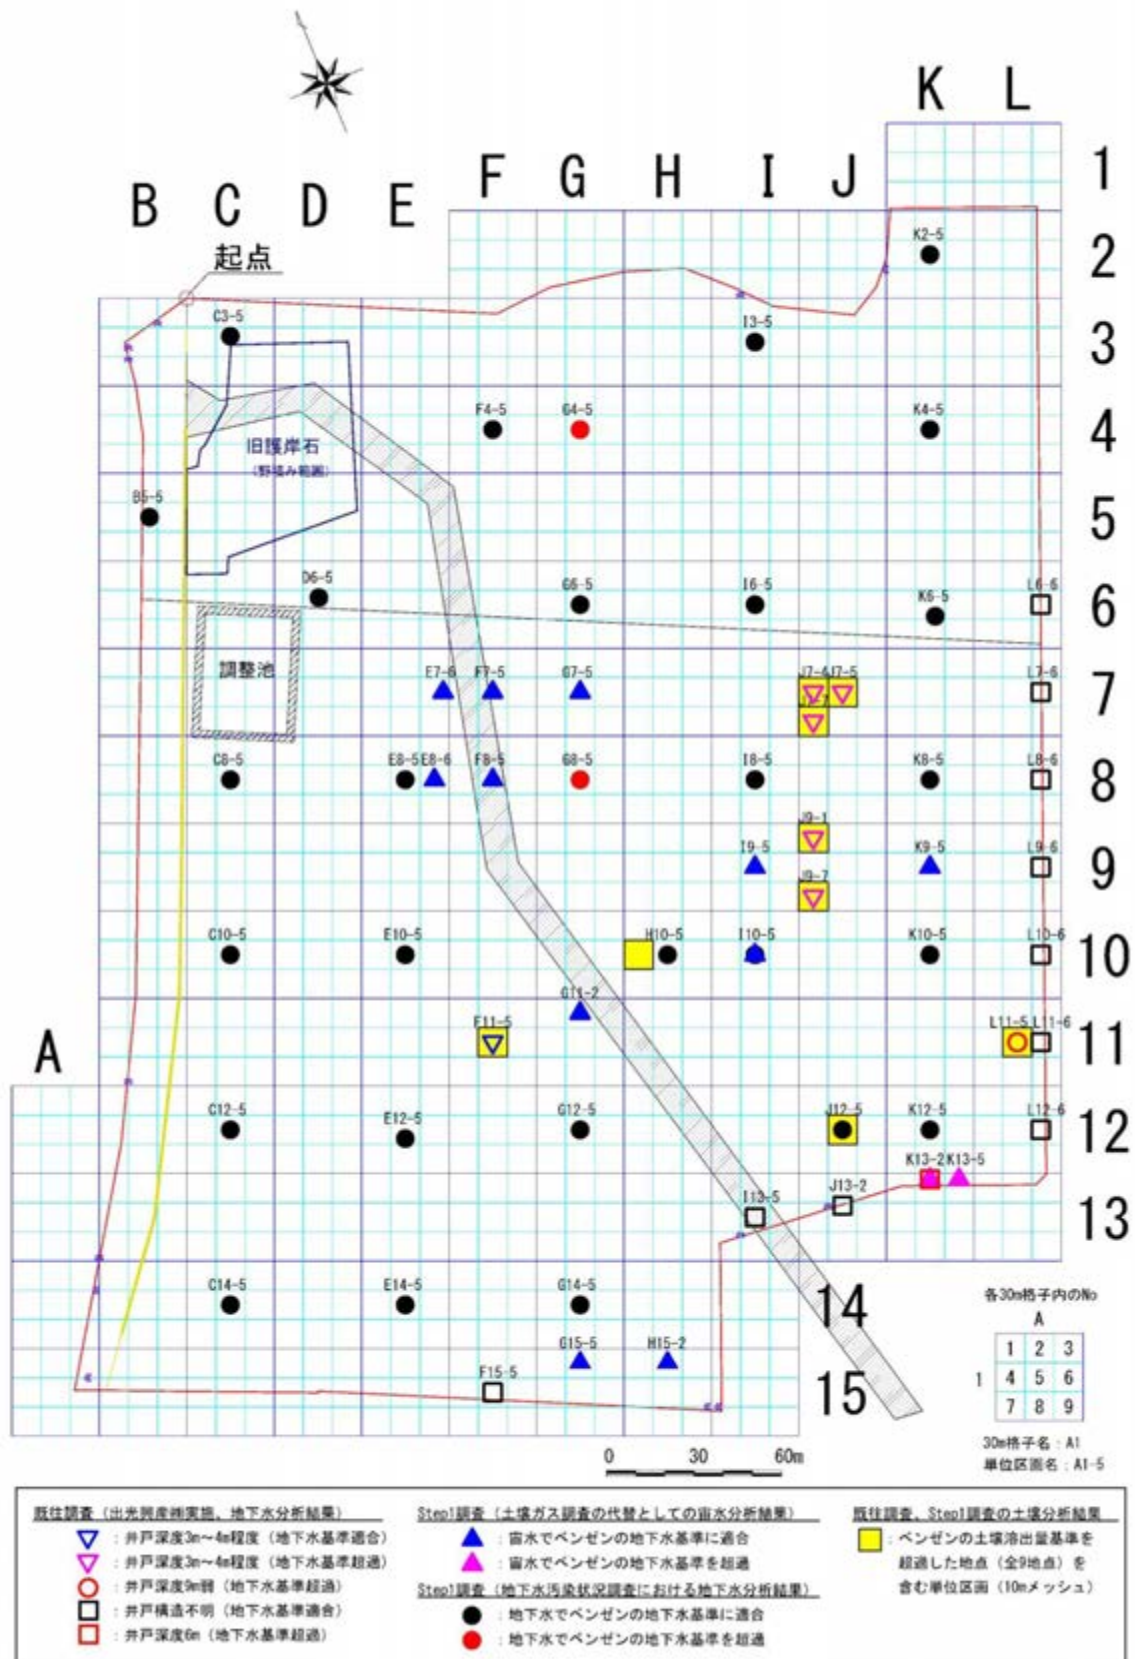 K L
1
F G H I J
B C D E
起点
2
K2-5
C3-5
I3-5
3
F4-5
G4-5
K4-5
4
旧護岸石
(野積み範囲)
B5-5
5
D6-5
G6-5
I6-5
K6-5
L6-6
6
調整池
E7-6
F7-5
G7-5
J7-4
J7-5
L7-6
7
C8-5
E8-5
E8-6
F8-5
G8-5
I8-5
K8-5
L8-6
8
J9-1
I9-5
K9-5
L9-6
9
J9-7
C10-5
E10-5
H10-5
I10-5
K10-5
L10-6
10
G11-2
F11-5
L11-5
L11-6
11
A
C12-5
E12-5
G12-5
J12-5
K12-5
L12-6
12
K13-2
K13-5
I13-5
J13-2
13
C14-5
E14-5
G14-5
14
G15-5
H15-2
F15-5
15
各30m格子内のNo
A
1 2 3
1
4 5 6
7 8 9
30m格子名：A1
単位区画名：A1-5
0 30 60m
既往調査（出光興産㈱実施、地下水分析結果）
：井戸深度3m～4m程度（地下水基準適合）
：井戸深度3m～4m程度（地下水基準超過）
：井戸深度9m弱（地下水基準超過）
：井戸構造不明（地下水基準適合）
：井戸深度6m（地下水基準超過）
Step1調査（土壌ガス調査の代替としての宙水分析結果）
：宙水でベンゼンの地下水基準に適合
：宙水でベンゼンの地下水基準を超過
Step1調査（地下水汚染状況調査における地下水分析結果）
：地下水でベンゼンの地下水基準に適合
：地下水でベンゼンの地下水基準を超過
既往調査、Step1調査の土壌分析結果
：ベンゼンの土壌溶出量基準を
超過した地点（全9地点）を
含む単位区画（10mメッシュ）